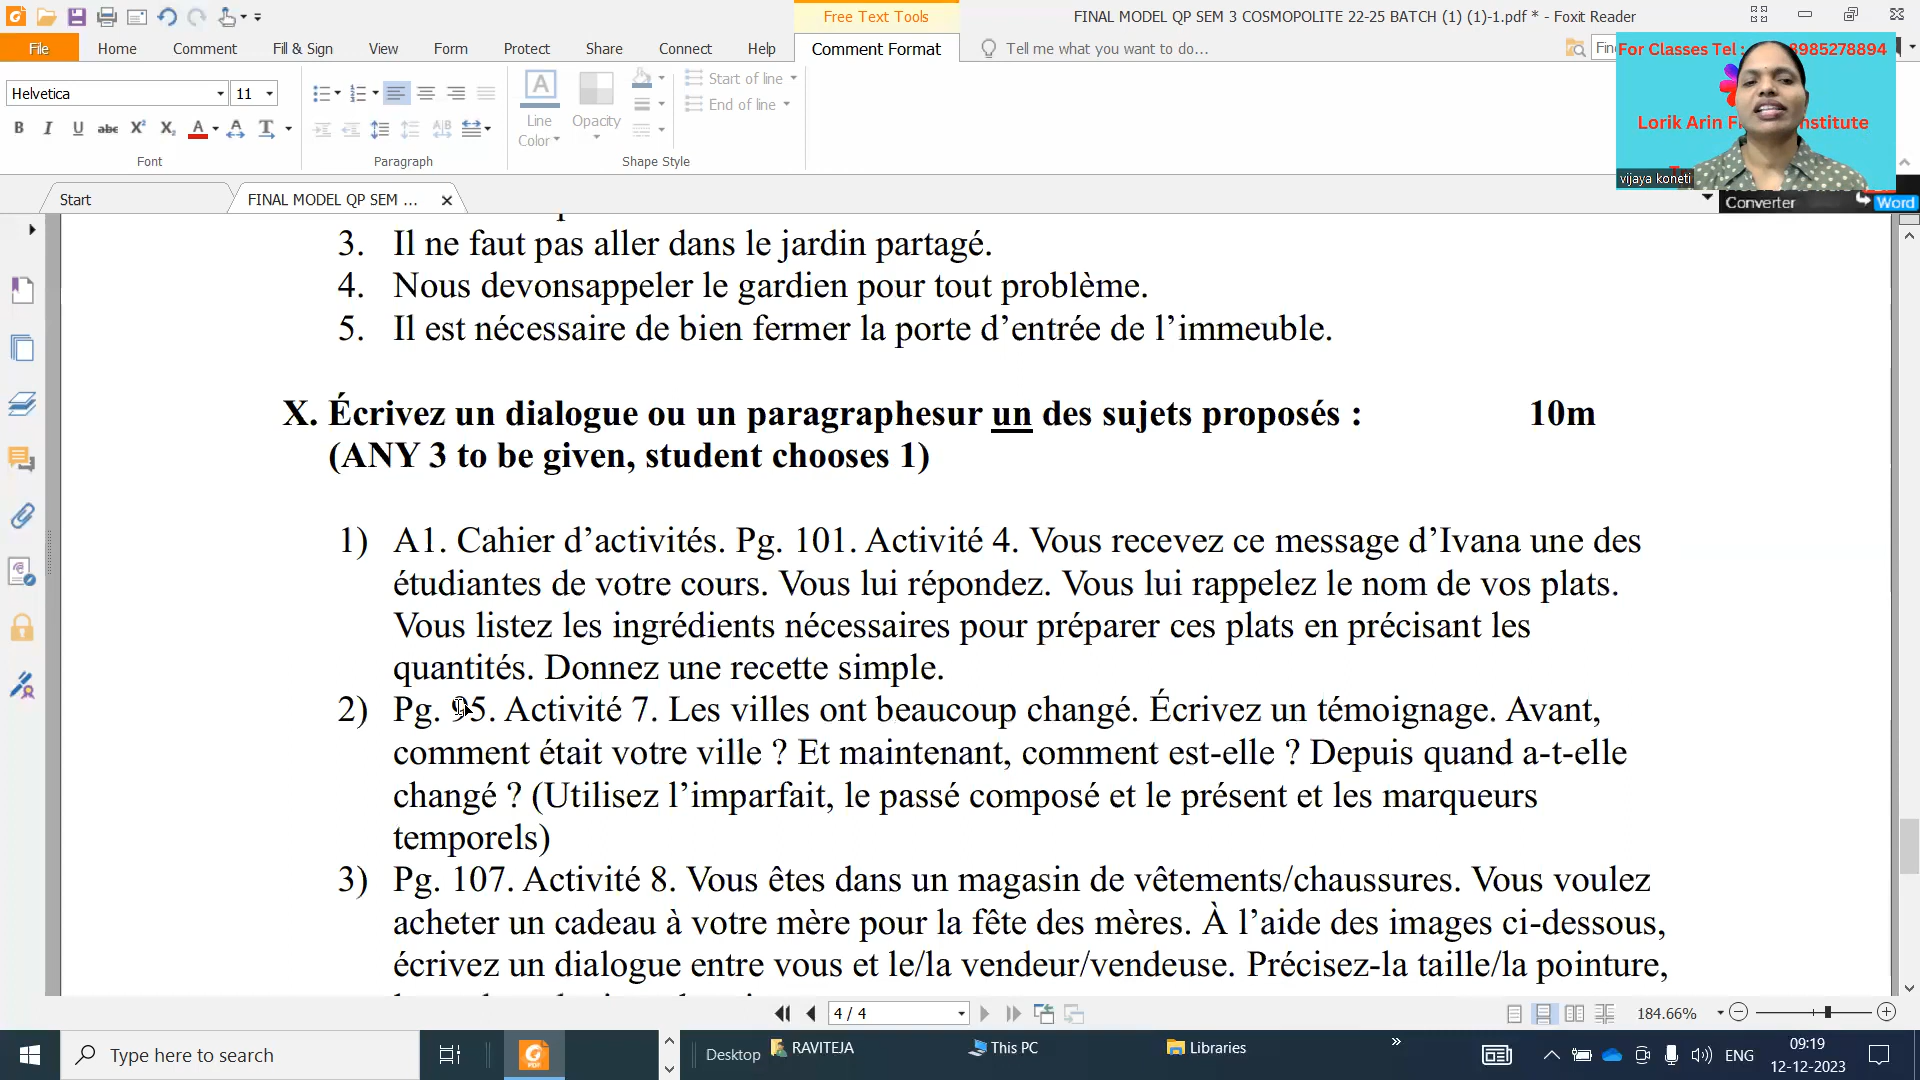 Free Text Tools
FINAL MODEL QP SEM 3 COSMOPOLITE 22-25 BATCH (1) (1)-1.pdf * - Foxit Reader
File Home Comment Fill & Sign View Form Protect Share Connect Help Comment Format Tell me what you want to do...
For Classes Tel : 8985278894
Lorik Arin
vijaya koneti
Helvetica 11
Start of line
End of line
Line Color
Opacity
Font Paragraph Shape Style
Converter Word
Start
FINAL MODEL QP SEM ...
3. Il ne faut pas aller dans le jardin partagé.
4. Nous devonsappeler le gardien pour tout problème.
5. Il est nécessaire de bien fermer la porte d’entrée de l’immeuble.
X. Écrivez un dialogue ou un paragraphesur un des sujets proposés : 10m
(ANY 3 to be given, student chooses 1)
1) A1. Cahier d’activités. Pg. 101. Activité 4. Vous recevez ce message d’Ivana une des
étudiantes de votre cours. Vous lui répondez. Vous lui rappelez le nom de vos plats.
Vous listez les ingrédients nécessaires pour préparer ces plats en précisant les
quantités. Donnez une recette simple.
2) Pg. 95. Activité 7. Les villes ont beaucoup changé. Écrivez un témoignage. Avant,
comment était votre ville ? Et maintenant, comment est-elle ? Depuis quand a-t-elle
changé ? (Utilisez l’imparfait, le passé composé et le présent et les marqueurs
temporels)
3) Pg. 107. Activité 8. Vous êtes dans un magasin de vêtements/chaussures. Vous voulez
acheter un cadeau à votre mère pour la fête des mères. À l’aide des images ci-dessous,
écrivez un dialogue entre vous et le/la vendeur/vendeuse. Précisez-la taille/la pointure,
4 / 4
184.66%
Type here to search
Desktop RAVITEJA This PC Libraries
ENG
09:19
12-12-2023